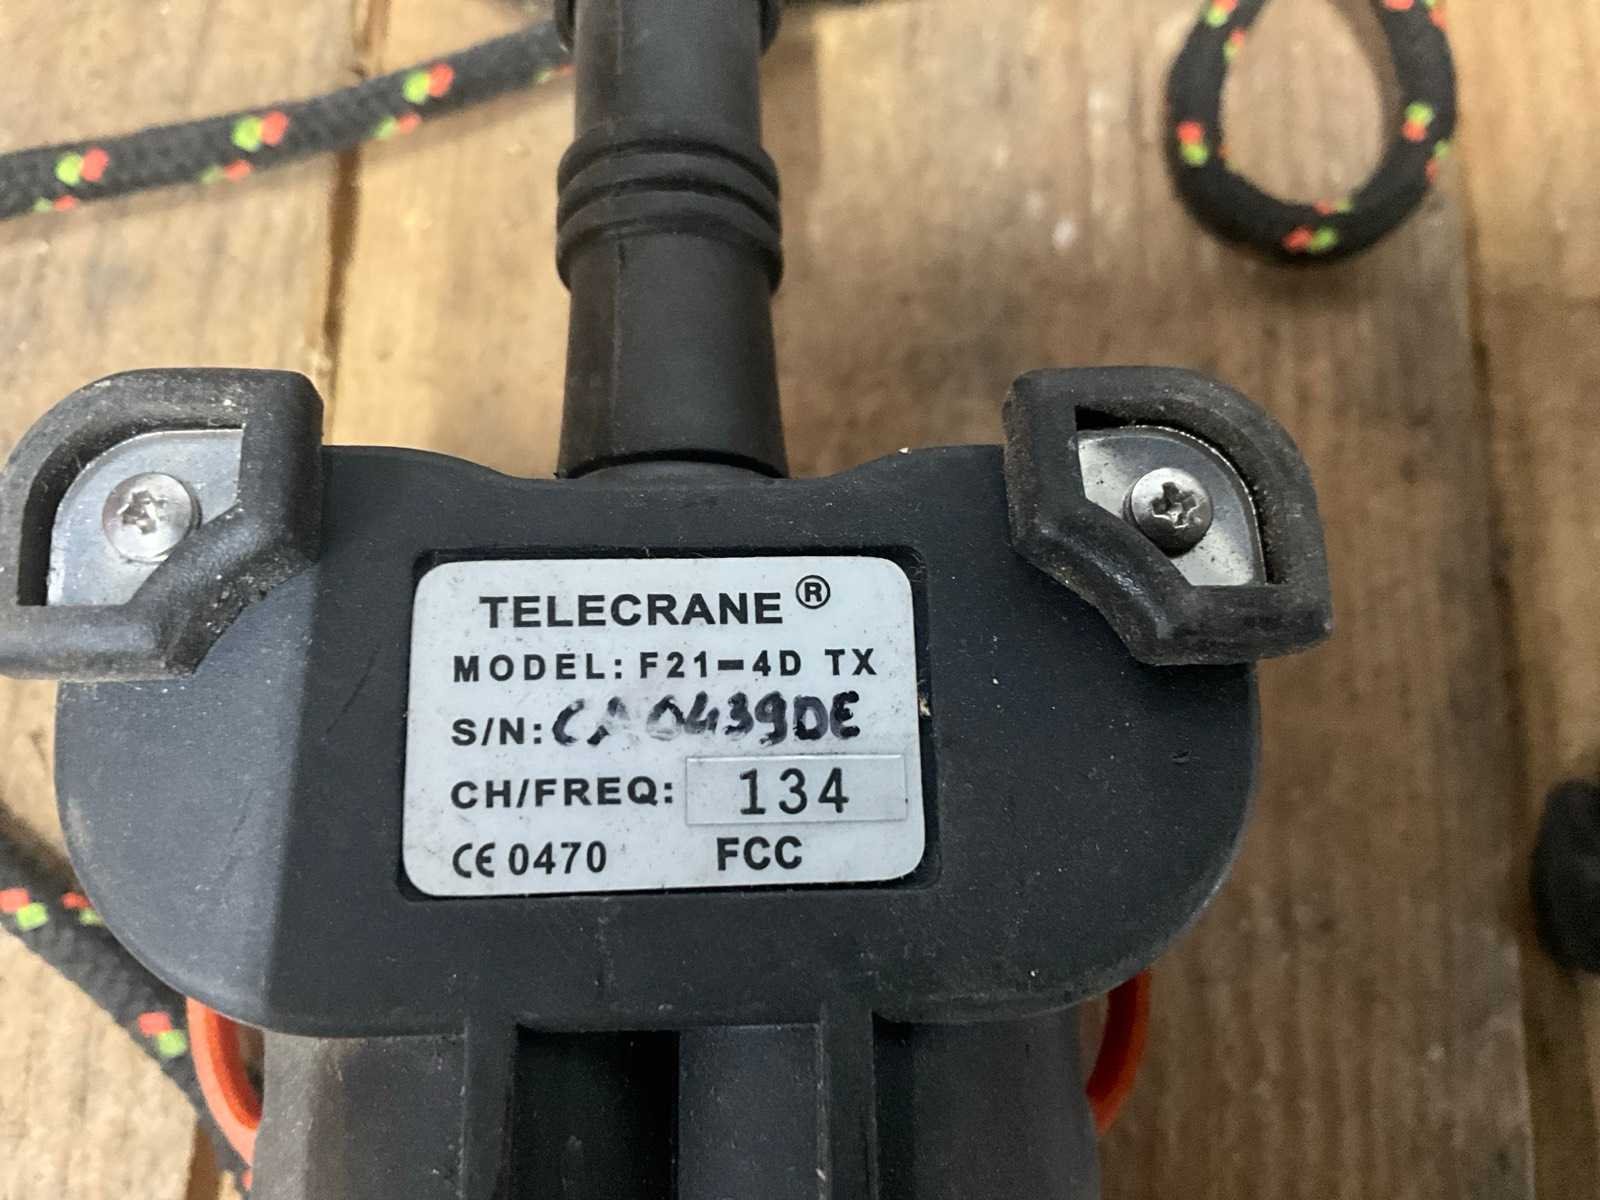 TELECRANE®
MODEL: F21-4D TX
S/N: CA0439DE
CH/FREQ: 134
CE 0470 FCC